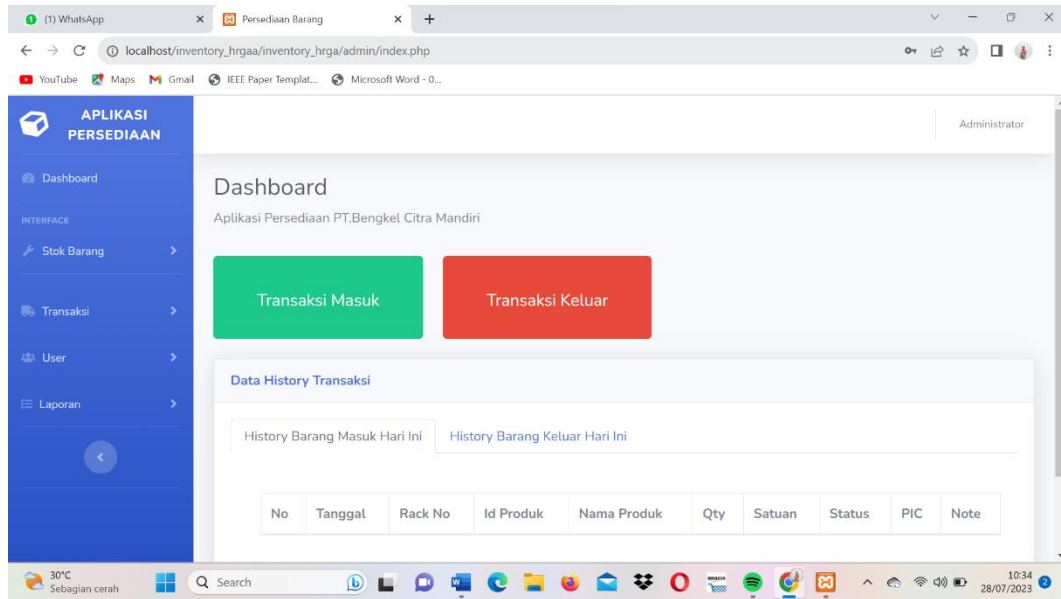 (1) WhatsApp
Persediaan Barang
localhost/inventory_hrgaa/inventory_hrga/admin/index.php
YouTube Maps Gmail IEEE Paper Templat... Microsoft Word - 0...
APLIKASI
PERSEDIAAN
Administrator
Dashboard
INTERFACE
Stok Barang
Transaksi
User
Laporan
Dashboard
Aplikasi Persediaan PT.Bengkel Citra Mandiri
Transaksi Masuk Transaksi Keluar
Data History Transaksi
History Barang Masuk Hari Ini History Barang Keluar Hari Ini
No Tanggal Rack No Id Produk Nama Produk Qty Satuan Status PIC Note
30°C
Sebagian cerah
Search
10:34
28/07/2023
2